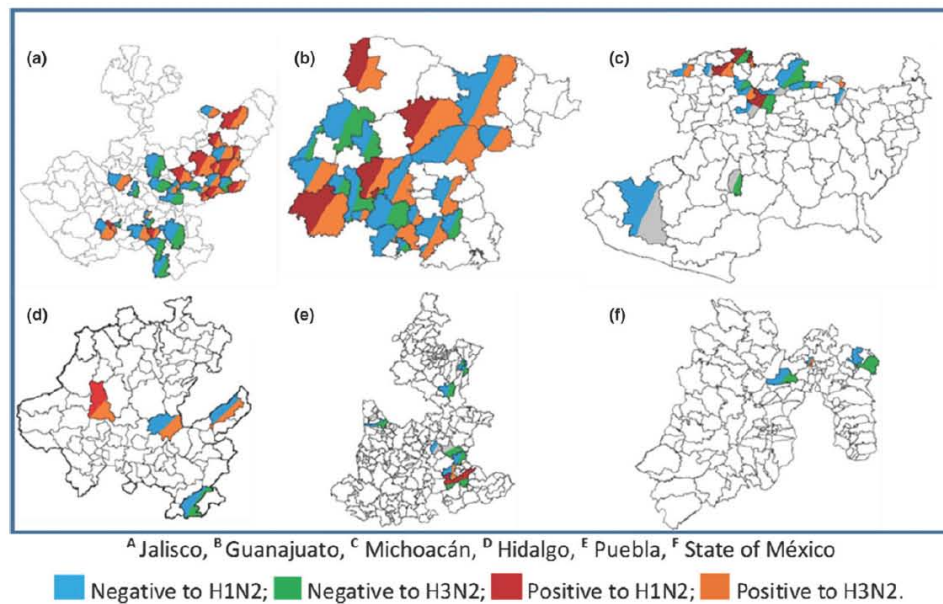 (a)
(b)
(c)
(d)
(e)
(f)
A Jalisco, B Guanajuato, C Michoacán, D Hidalgo, E Puebla, F State of México
Negative to H1N2; Negative to H3N2; Positive to H1N2; Positive to H3N2.